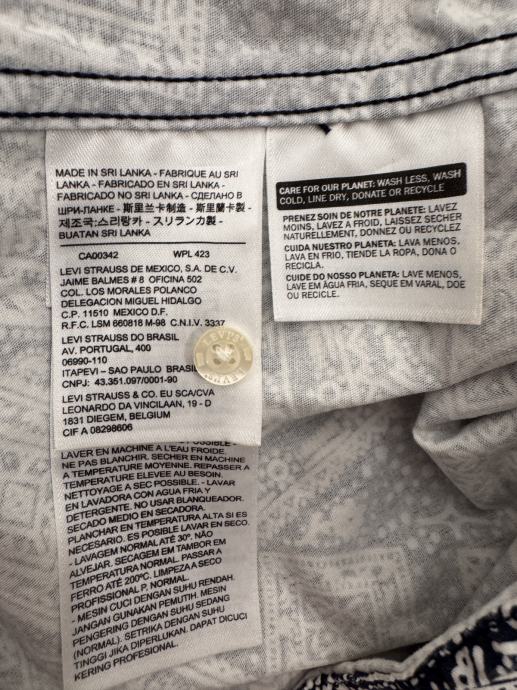 MADE IN SRI LANKA - FABRIQUE AU SRI
LANKA - FABRICADO EN SRI LANKA -
FABRICADO NO SRI LANKA - СДЕЛАНО В
ШРИ-ЛАНКЕ - 斯里兰卡制造 - 斯里蘭卡製 -
제조국:스리랑카 - スリランカ製 -
BUATAN SRI LANKA
CA00342 WPL 423
LEVI STRAUSS DE MEXICO, S.A. DE C.V.
JAIME BALMES # 8 OFICINA 502
COL. LOS MORALES POLANCO
DELEGACION MIGUEL HIDALGO
C.P. 11510 MEXICO D.F.
R.F.C. LSM 660818 M-98 C.N.I.V. 3337
LEVI STRAUSS DO BRASIL
AV. PORTUGAL, 400
06990-110
ITAPEVI – SAO PAULO BRASIL
CNPJ: 43.351.097/0001-90
LEVI STRAUSS & CO. EU SCA/CVA
LEONARDO DA VINCILAAN, 19 - D
1831 DIEGEM, BELGIUM
CIF A 08298606
LEVI'S
LAVER EN MACHINE A L'EAU FROIDE.
NE PAS BLANCHIR. SECHER EN MACHINE
A TEMPERATURE MOYENNE. REPASSER A
TEMPERATURE ELEVEE AU BESOIN.
NETTOYAGE A SEC POSSIBLE. - LAVAR
EN LAVADORA CON AGUA FRIA Y
DETERGENTE. NO USAR BLANQUEADOR.
SECADO MEDIO EN SECADORA.
PLANCHAR EN TEMPERATURA ALTA SI ES
NECESARIO. ES POSIBLE LAVAR EN SECO.
- LAVAGEM NORMAL ATÉ 30º. NÃO
ALVEJAR. SECAGEM EM TAMBOR EM
TEMPERATURA NORMAL. PASSAR A
FERRO ATÉ 200ºC. LIMPEZA A SECO
PROFISSIONAL P. NORMAL.
- MESIN CUCI DENGAN SUHU RENDAH.
JANGAN GUNAKAN PEMUTIH. MESIN
PENGERING DENGAN SUHU SEDANG
(NORMAL). SETRIKA DENGAN SUHU
TINGGI JIKA DIPERLUKAN. DAPAT DICUCI
KERING PROFESIONAL.
CARE FOR OUR PLANET: WASH LESS, WASH
COLD, LINE DRY, DONATE OR RECYCLE
PRENEZ SOIN DE NOTRE PLANETE: LAVEZ
MOINS, LAVEZ A FROID, LAISSEZ SECHER
NATURELLEMENT, DONNEZ OU RECYCLEZ
CUIDA NUESTRO PLANETA: LAVA MENOS,
LAVA EN FRIO, TIENDE LA ROPA, DONA O
RECICLA.
CUIDE DO NOSSO PLANETA: LAVE MENOS,
LAVE EM ÀGUA FRIA, SEQUE EM VARAL, DOE
OU RECICLE.